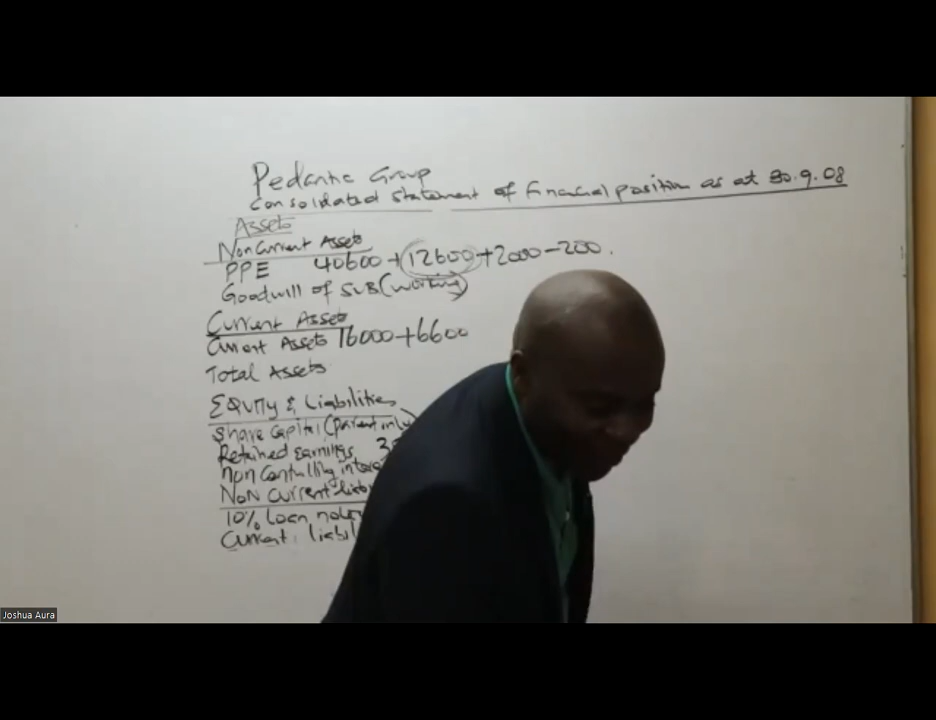 Pedantic Group
Consolidated statement of financial position as at 30.9.08
Assets
Non Current Assets
PPE 40600 + 12600 + 2000 - 200.
Goodwill of SUB (working)
Current Assets
Current Assets 16000 + 6600
Total Assets
Equity & Liabilities
Share capital (parent only)
Retained earnings
Non controlling
Non current
10% loan
Current
Joshua Aura